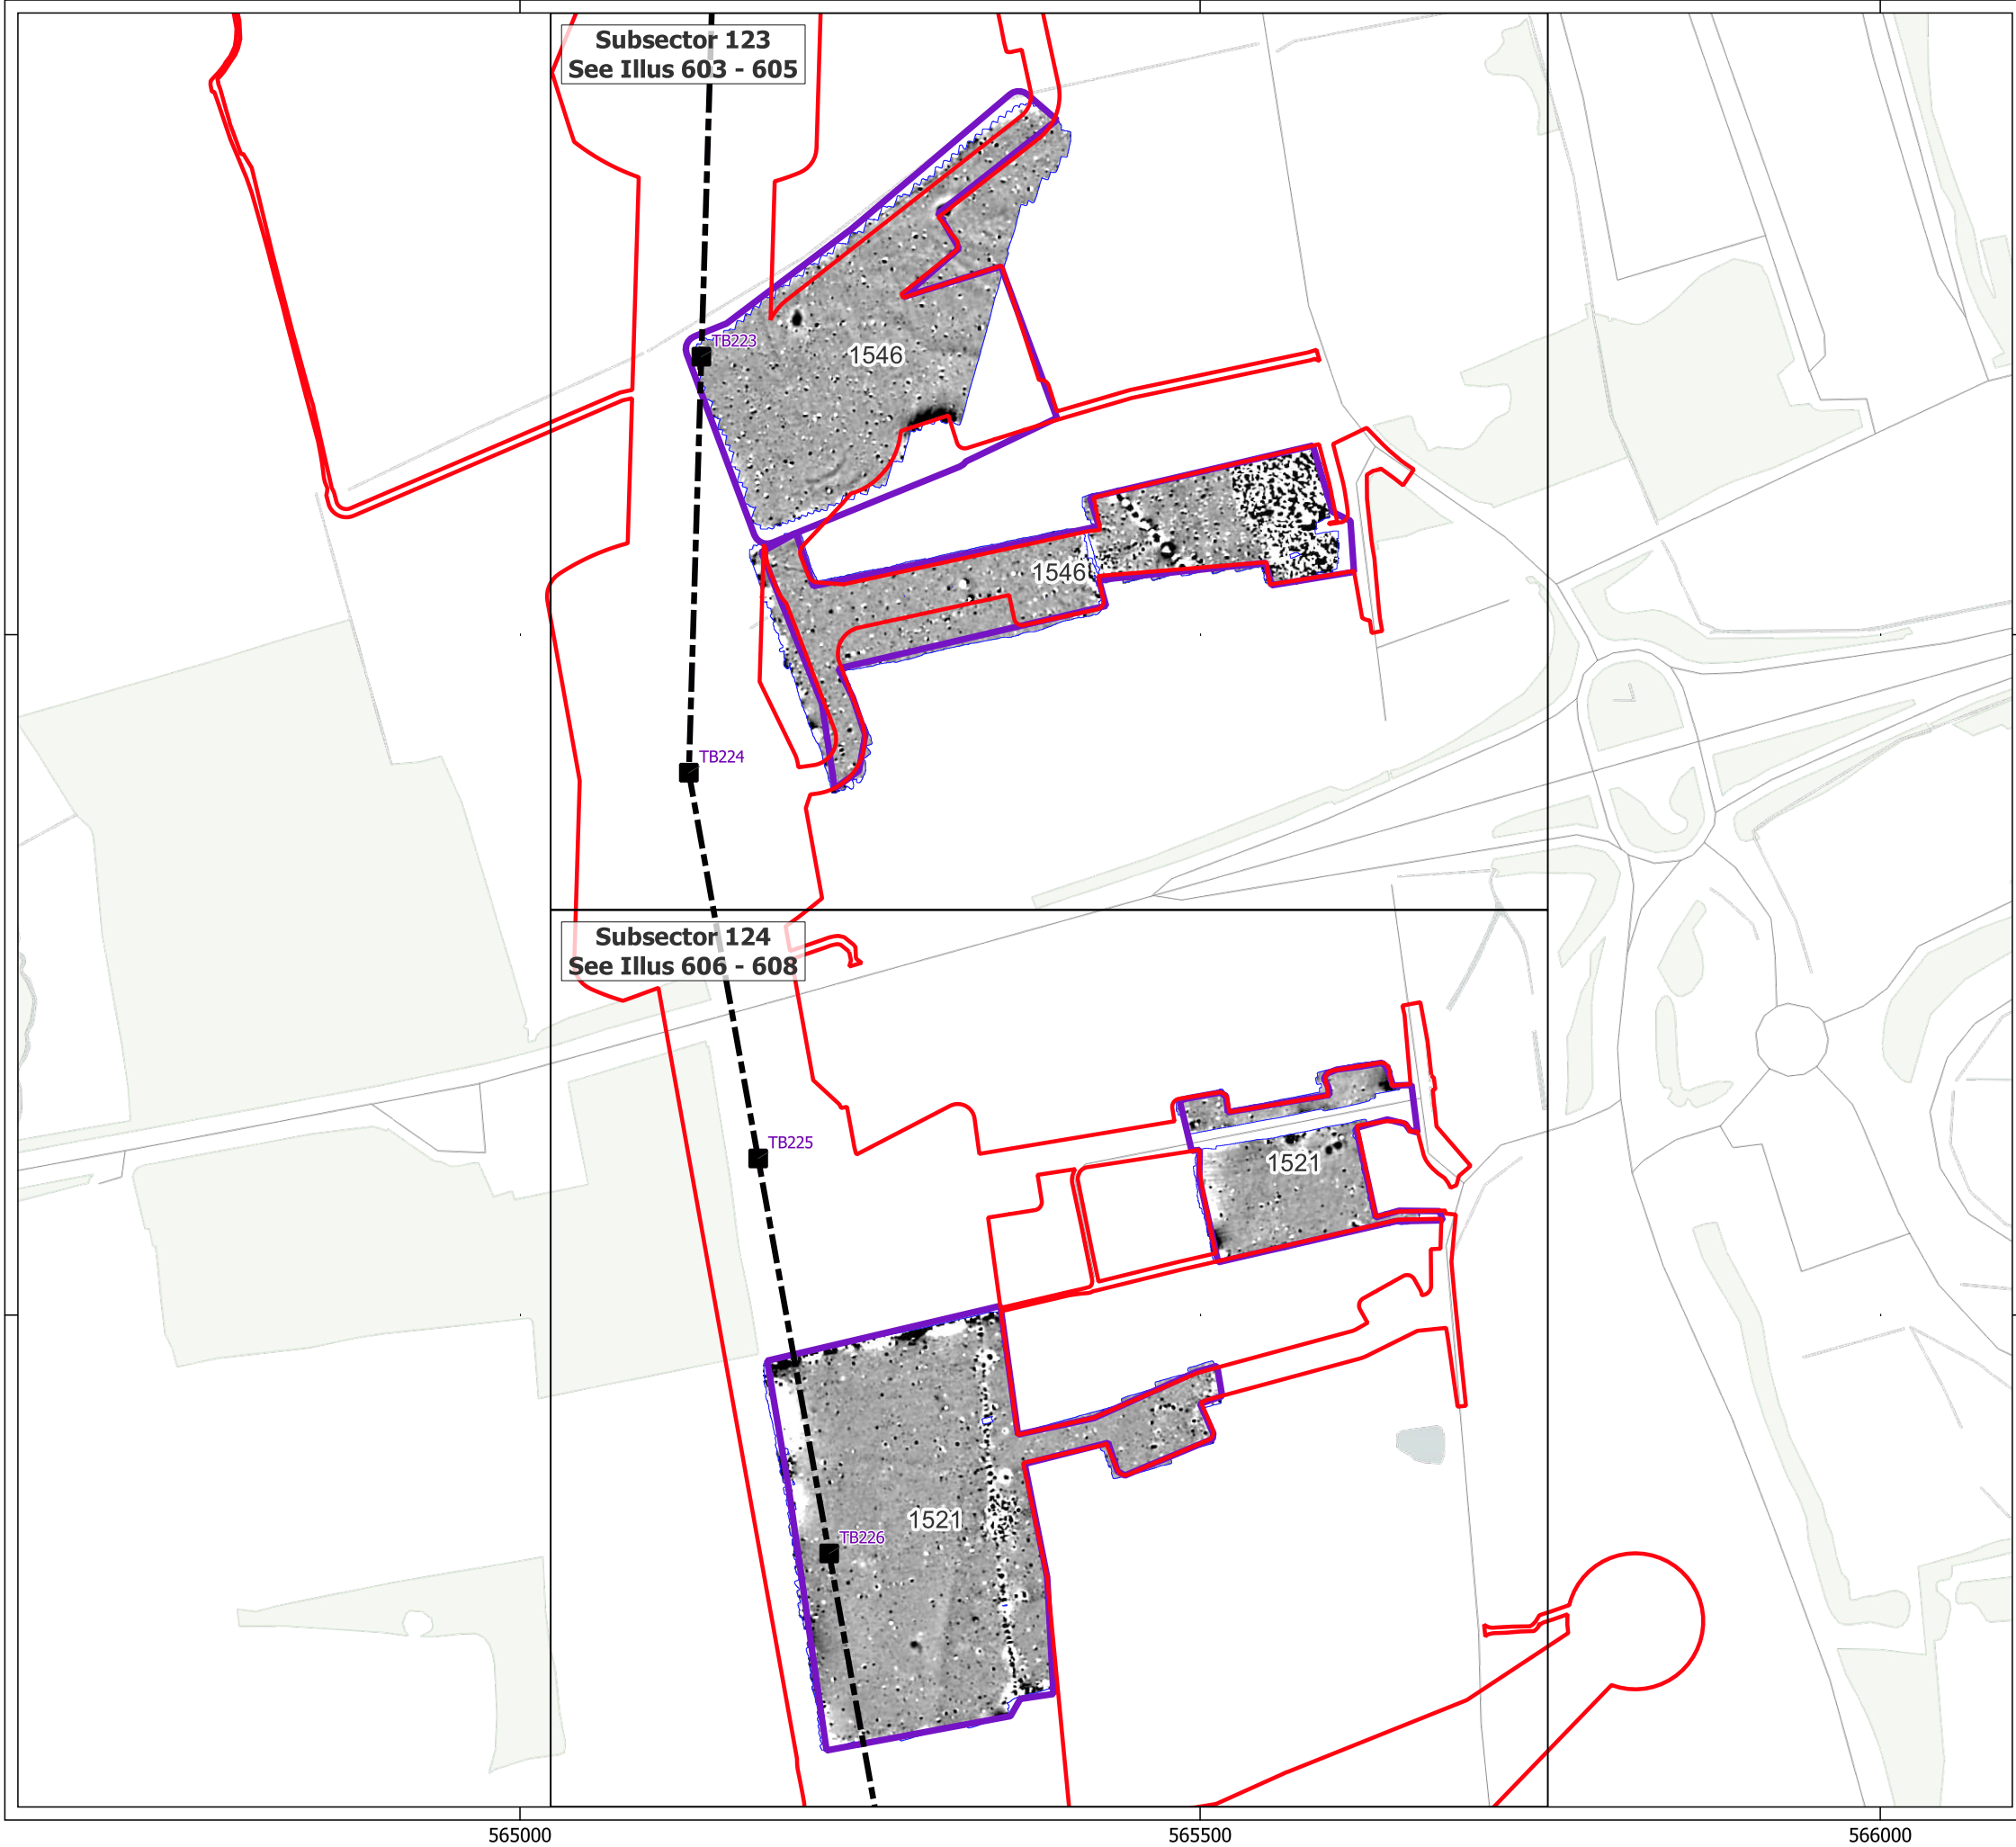 Subsector 123
See Illus 603 - 605
TB223
1546
1546
TB224
Subsector 124
See Illus 606 - 608
TB225
1521
1521
TB226
565000
565500
566000